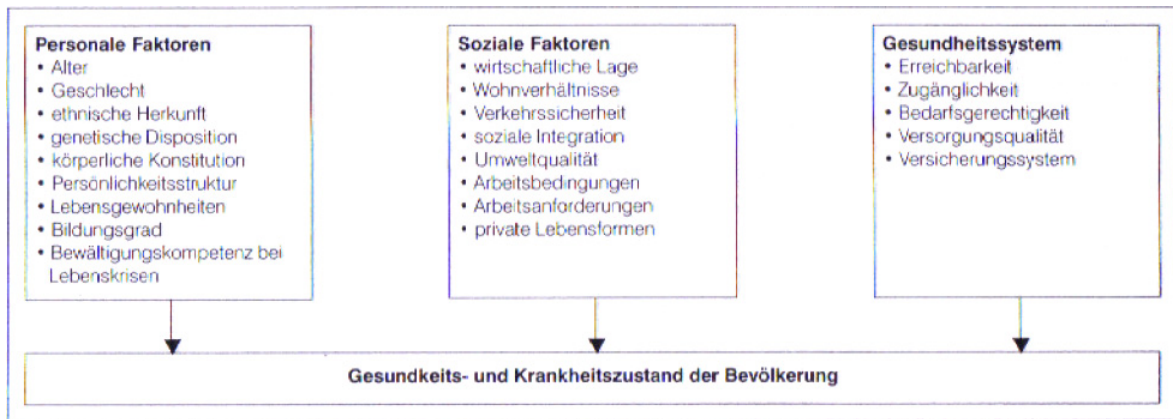 Personale Faktoren
• Alter
• Geschlecht
• ethnische Herkunft
• genetische Disposition
• körperliche Konstitution
• Persönlichkeitsstruktur
• Lebensgewohnheiten
• Bildungsgrad
• Bewältigungskompetenz bei
Lebenskrisen
Soziale Faktoren
• wirtschaftliche Lage
• Wohnverhältnisse
• Verkehrssicherheit
• soziale Integration
• Umweltqualität
• Arbeitsbedingungen
• Arbeitsanforderungen
• private Lebensformen
Gesundheitssystem
• Erreichbarkeit
• Zugänglichkeit
• Bedarfsgerechtigkeit
• Versorgungsqualität
• Versicherungssystem
Gesundkeits- und Krankheitszustand der Bevölkerung